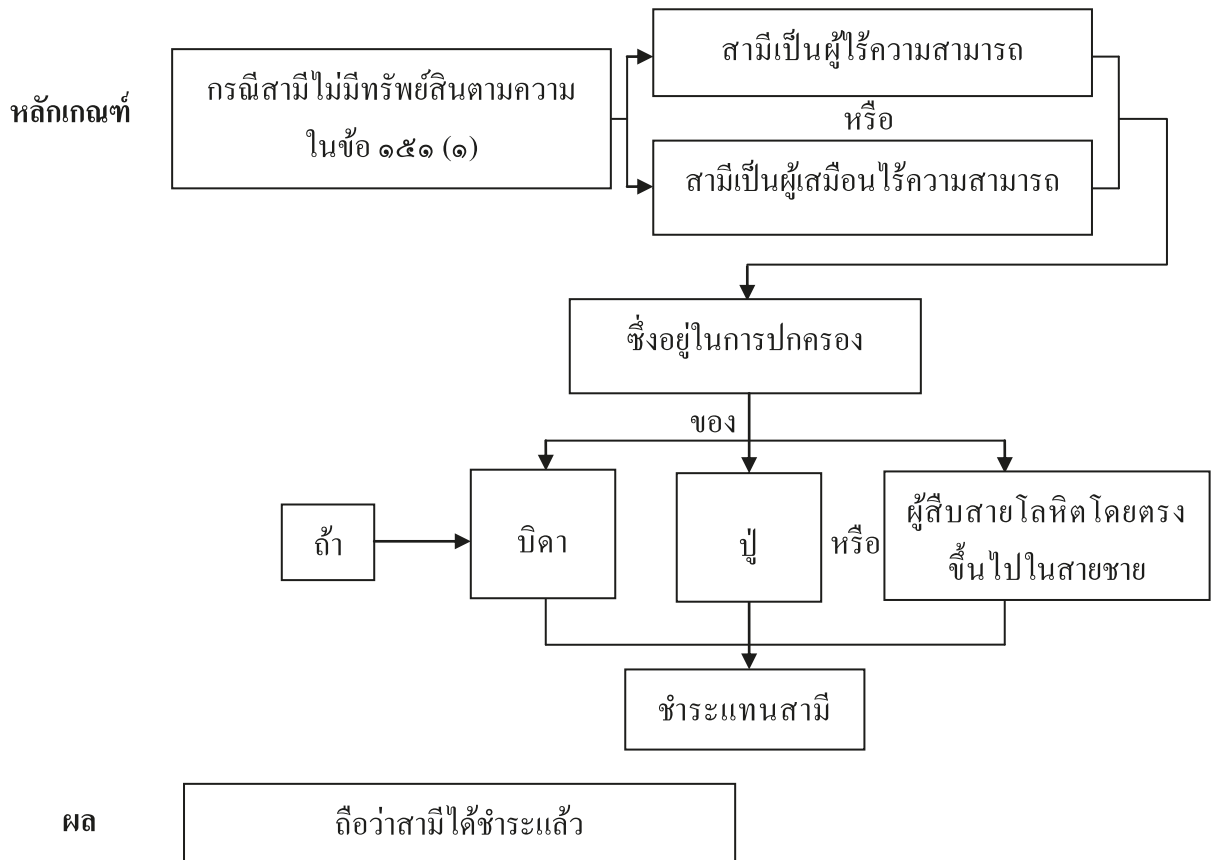 สามีเป็นผู้ไร้ความสามารถ
หลักเกณฑ์
กรณีสามีไม่มีทรัพย์สินตามความ
ในข้อ ๑๕๑ (๑)
หรือ
สามีเป็นผู้เสมือนไร้ความสามารถ
ซึ่งอยู่ในการปกครอง
ของ
ถ้า
บิดา
ปู่
หรือ
ผู้สืบสายโลหิตโดยตรง
ขึ้นไปในสายชาย
ชำระแทนสามี
ผล
ถือว่าสามีได้ชำระแล้ว